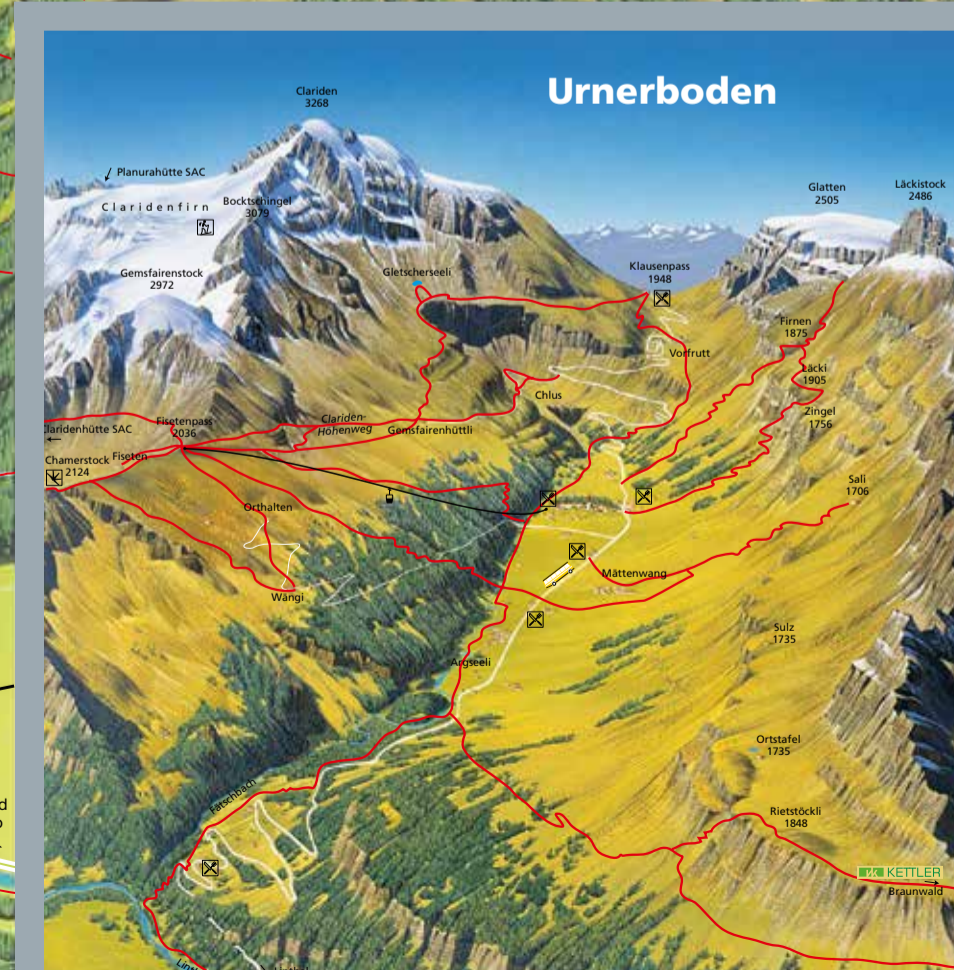 Urnerboden
Clariden
3268
Planurahütte SAC
Claridenfirn
Bocktschingel
3079
Glatten
2505
Läckistock
2486
Gemsfairenstock
2972
Gletscherseeli
Klausenpass
1948
Firnen
1875
Vorfrutt
Läcki
1905
Chlus
Zingel
1756
Clariden-
Höhenweg
Gemsfairenhüttli
Fisetenpass
2036
Claridenhütte SAC
Chamerstock
2124
Fiseten
Sali
1706
Orthalten
Mättenwang
Wängi
Sulz
1735
Argseeli
Ortstafel
1735
Fätschbach
Rietstöckli
1848
KETTLER
Braunwald